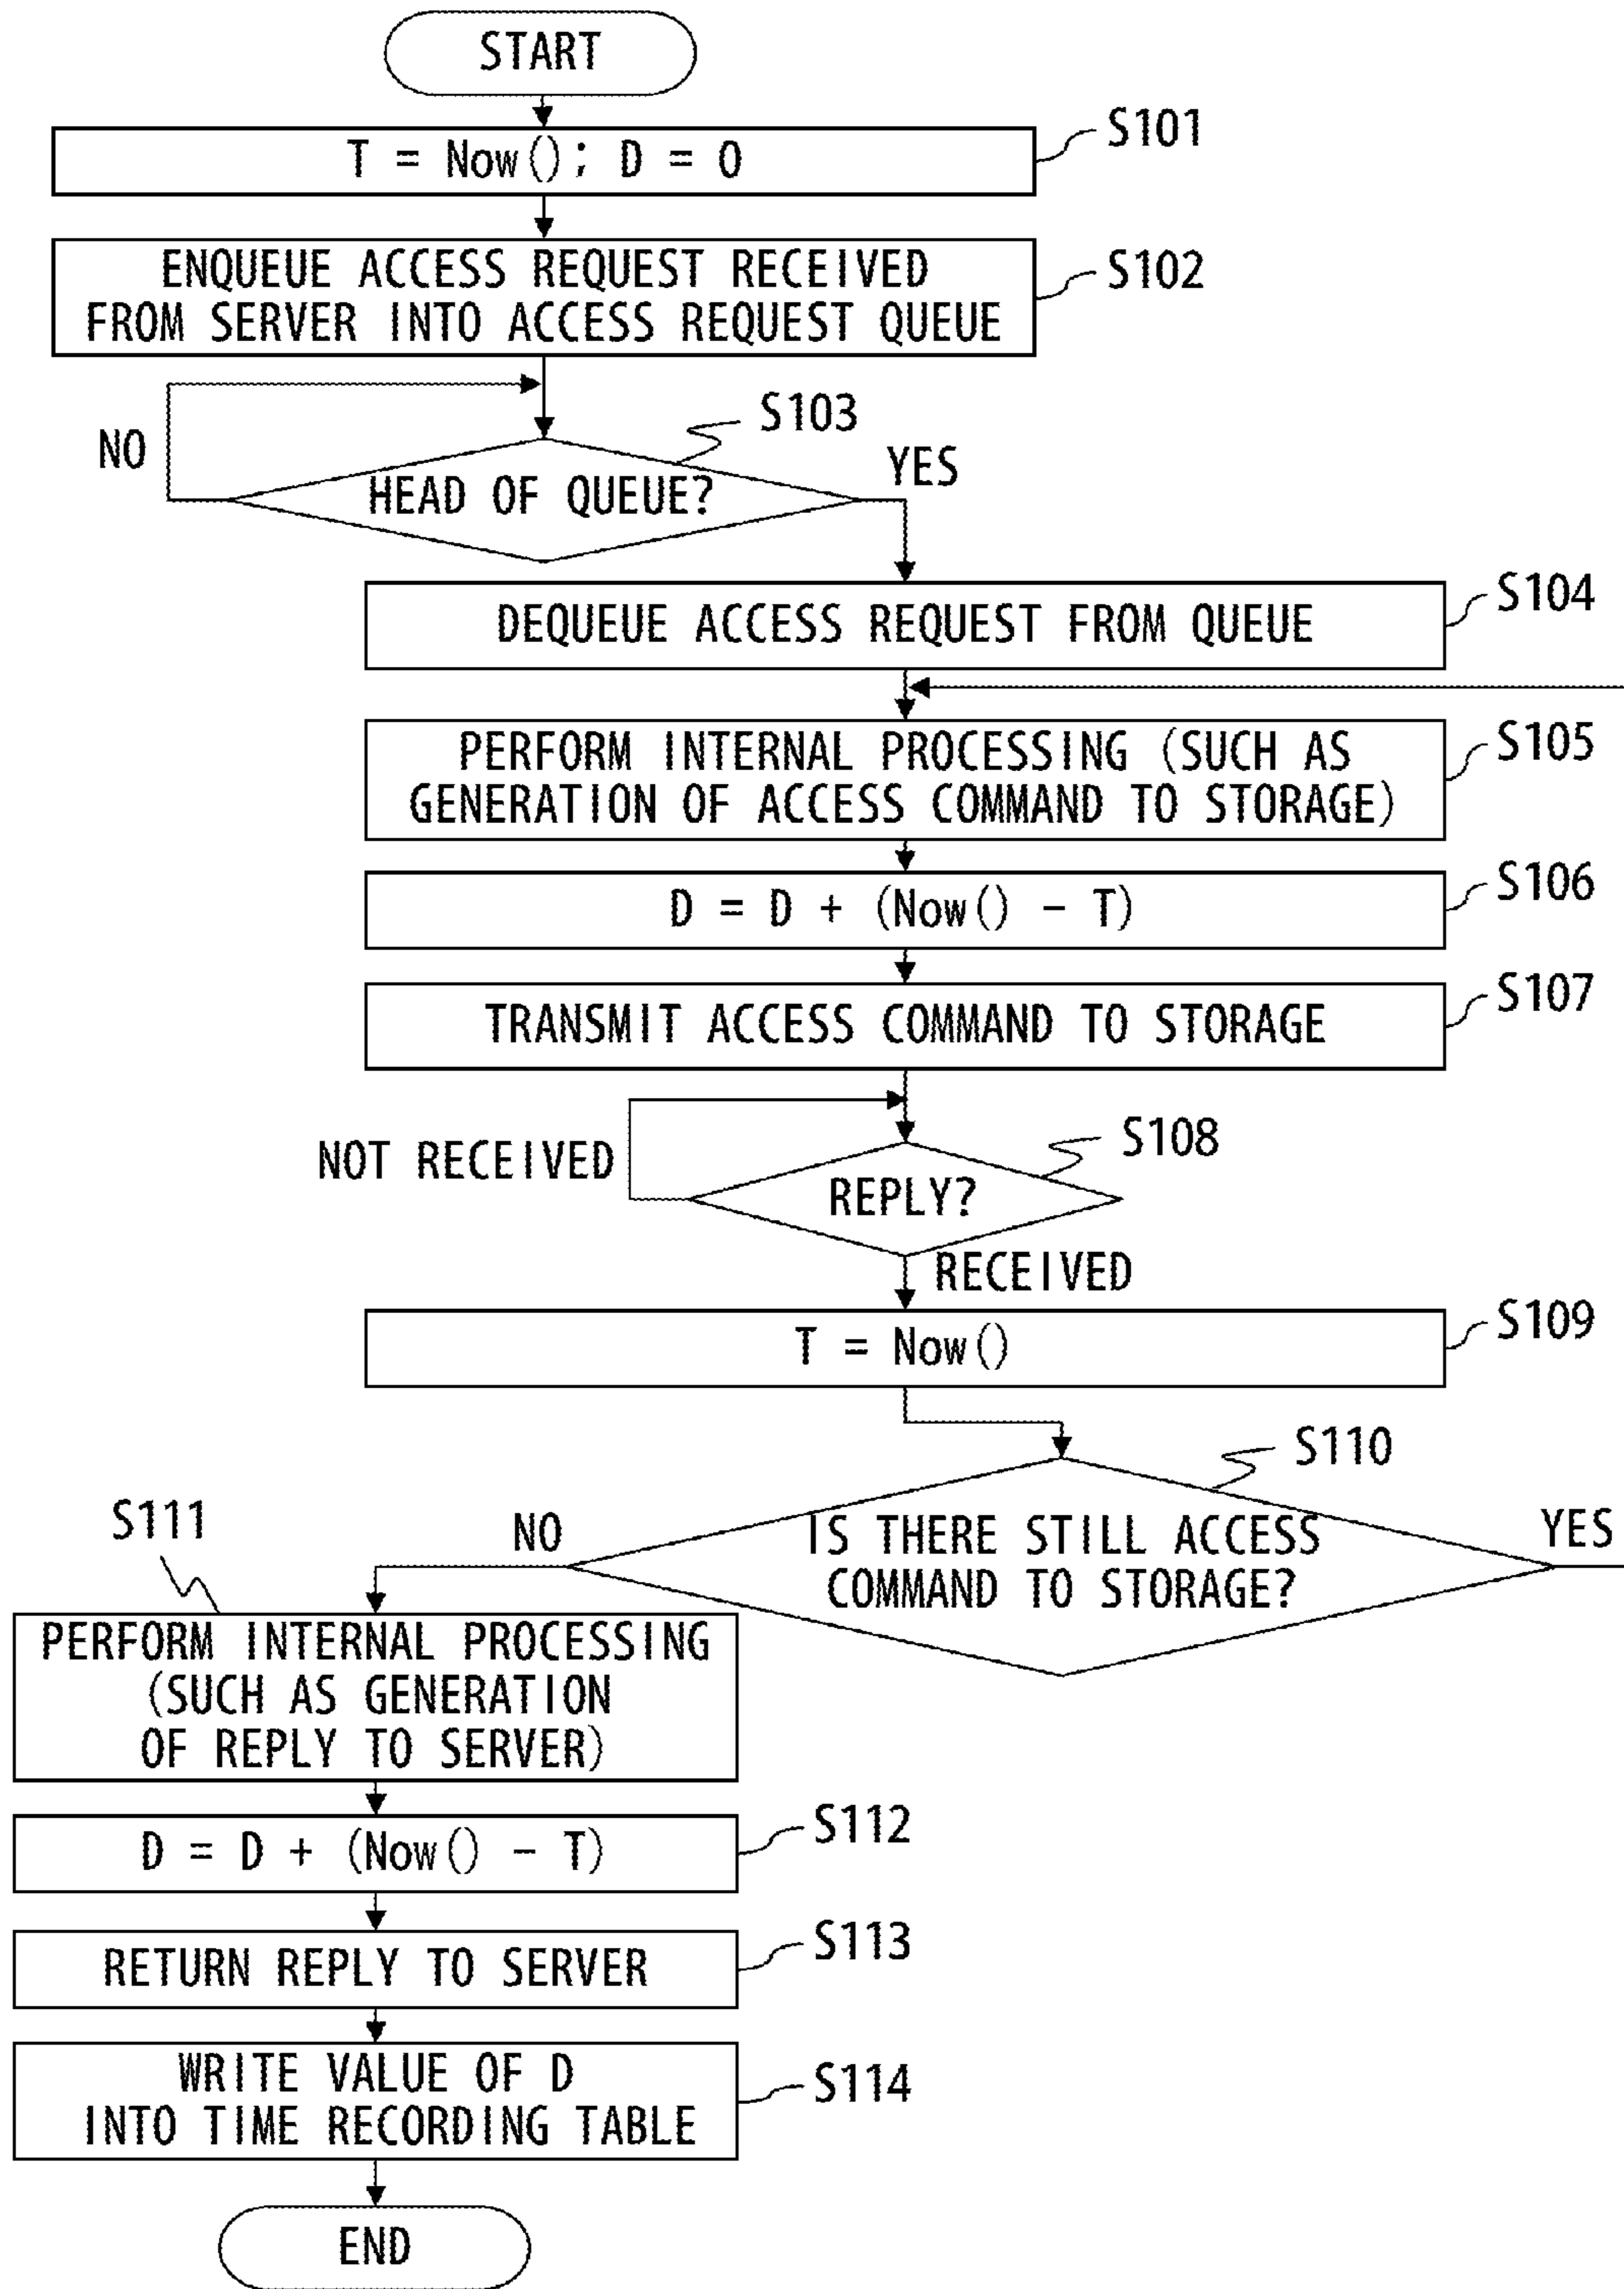 START
T = Now(); D = 0
S101
ENQUEUE ACCESS REQUEST RECEIVED
FROM SERVER INTO ACCESS REQUEST QUEUE
S102
S103
NO
HEAD OF QUEUE?
YES
DEQUEUE ACCESS REQUEST FROM QUEUE
S104
PERFORM INTERNAL PROCESSING (SUCH AS
GENERATION OF ACCESS COMMAND TO STORAGE)
S105
D = D + (Now() - T)
S106
TRANSMIT ACCESS COMMAND TO STORAGE
S107
S108
NOT RECEIVED
REPLY?
RECEIVED
T = Now()
S109
S110
IS THERE STILL ACCESS
COMMAND TO STORAGE?
YES
NO
S111
PERFORM INTERNAL PROCESSING
(SUCH AS GENERATION
OF REPLY TO SERVER)
D = D + (Now() - T)
S112
RETURN REPLY TO SERVER
S113
WRITE VALUE OF D
INTO TIME RECORDING TABLE
S114
END